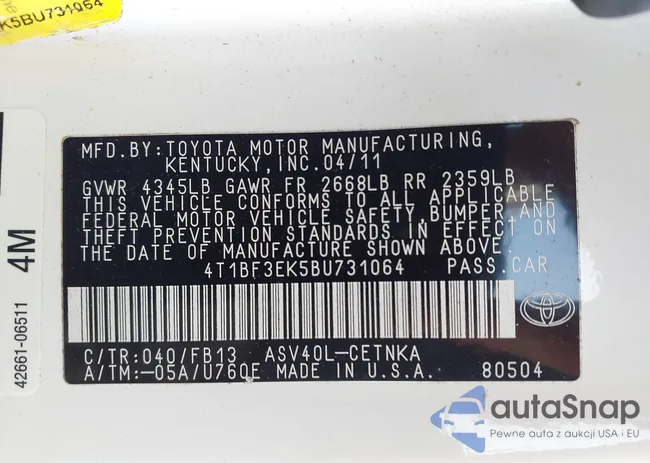 K5BU731064
MFD.BY:TOYOTA MOTOR MANUFACTURING,
KENTUCKY,INC.04/11
GVWR 4345LB GAWR FR 2668LB RR 2359LB
THIS VEHICLE CONFORMS TO ALL APPLICABLE
FEDERAL MOTOR VEHICLE SAFETY,BUMPER,AND
THEFT PREVENTION STANDARDS IN EFFECT ON
THE DATE OF MANUFACTURE SHOWN ABOVE.
4T1BF3EK5BU731064 PASS.CAR
C/TR:040/FB13 ASV40L-CETNKA
A/TM:-05A/U760E MADE IN U.S.A. 80504
42661-06511 4M
autaSnap
Pewne auta z aukcji USA i EU